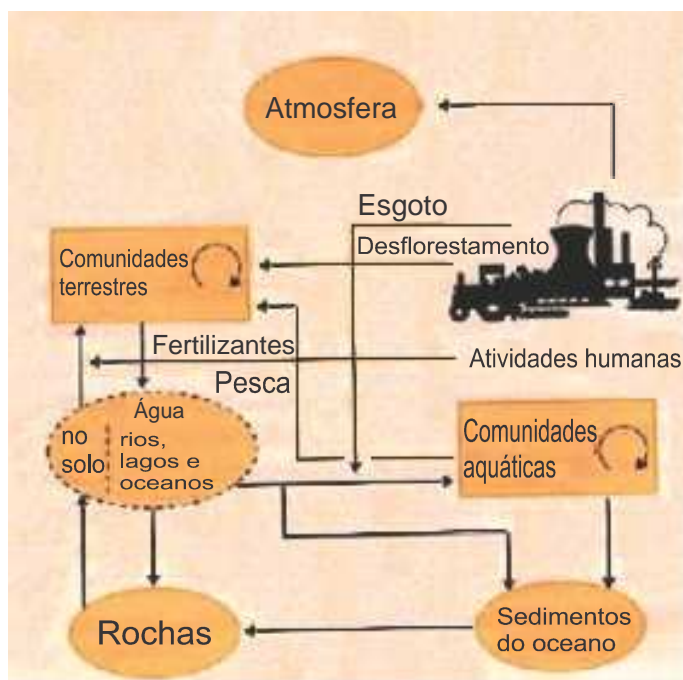 Atmosfera
Esgoto
Desflorestamento
Comunidades
terrestres
Fertilizantes
Atividades humanas
Pesca
Água
no
solo
rios,
lagos e
oceanos
Comunidades
aquáticas
Rochas
Sedimentos
do oceano